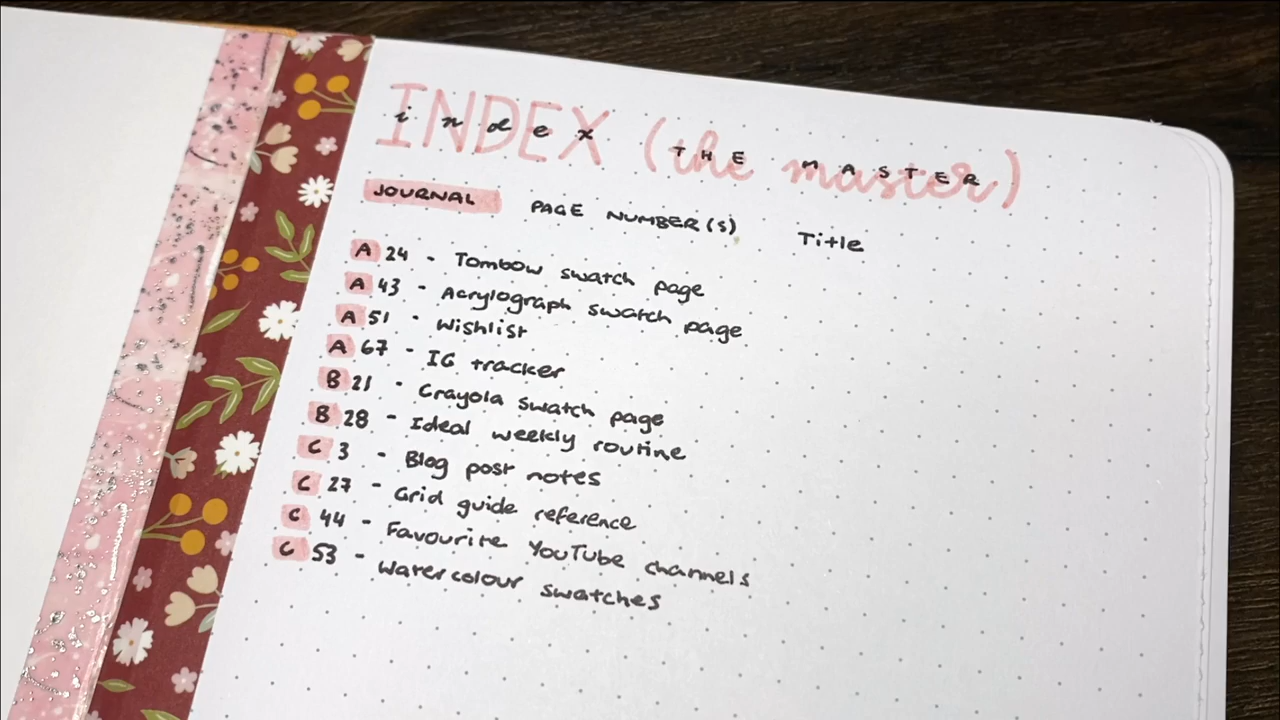 INDEX (the master)
index THE MASTER
JOURNAL PAGE NUMBER(S) Title
A 24 - Tombow swatch page
A 43 - Acrylograph swatch page
A 51 - Wishlist
A 67 - IG tracker
B 21 - Crayola swatch page
B 28 - Ideal weekly routine
C 3 - Blog post notes
C 27 - Grid guide reference
C 44 - Favourite YouTube channels
C 53 - Watercolour swatches